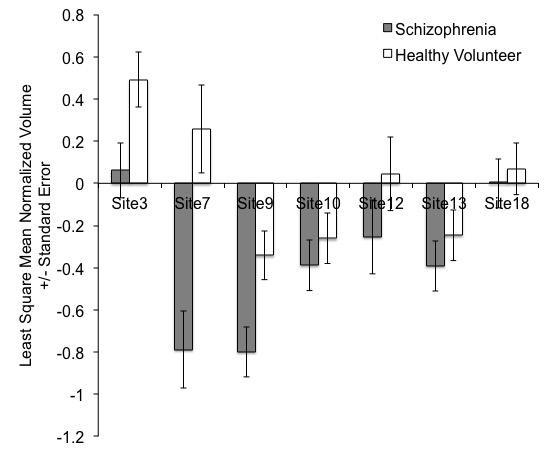 Schizophrenia
Healthy Volunteer
Least Square Mean Normalized Volume
+/- Standard Error
0.8
0.6
0.4
0.2
0
-0.2
-0.4
-0.6
-0.8
-1
-1.2
Site3 Site7 Site9 Site10 Site12 Site13 Site18